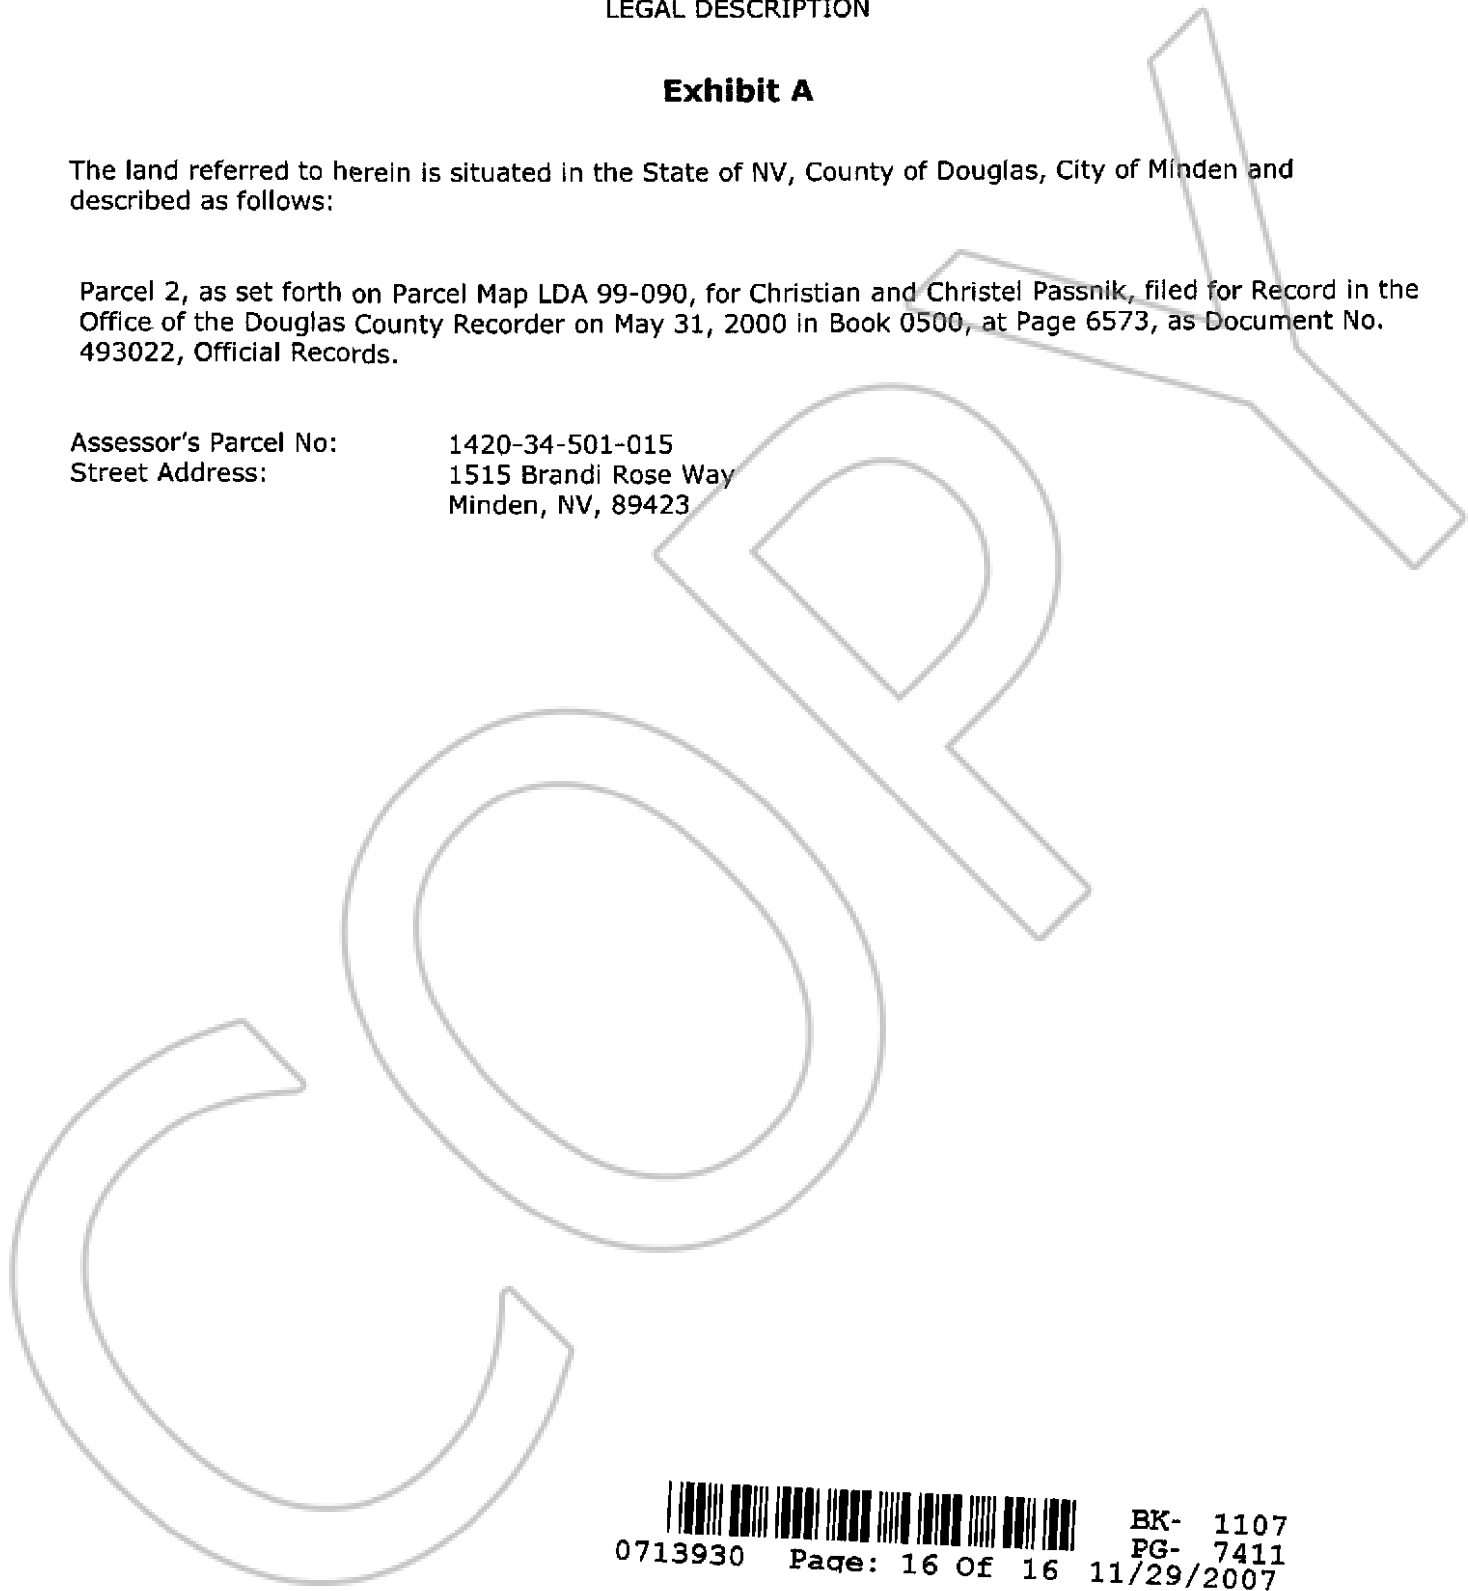 LEGAL DESCRIPTION
Exhibit A
The land referred to herein is situated in the State of NV, County of Douglas, City of Minden and
described as follows:
Parcel 2, as set forth on Parcel Map LDA 99-090, for Christian and Christel Passnik, filed for Record in the
Office of the Douglas County Recorder on May 31, 2000 in Book 0500, at Page 6573, as Document No.
493022, Official Records.
Assessor's Parcel No: 1420-34-501-015
Street Address: 1515 Brandi Rose Way
Minden, NV, 89423
COPY
BK- 1107
PG- 7411
0713930 Page: 16 Of 16 11/29/2007